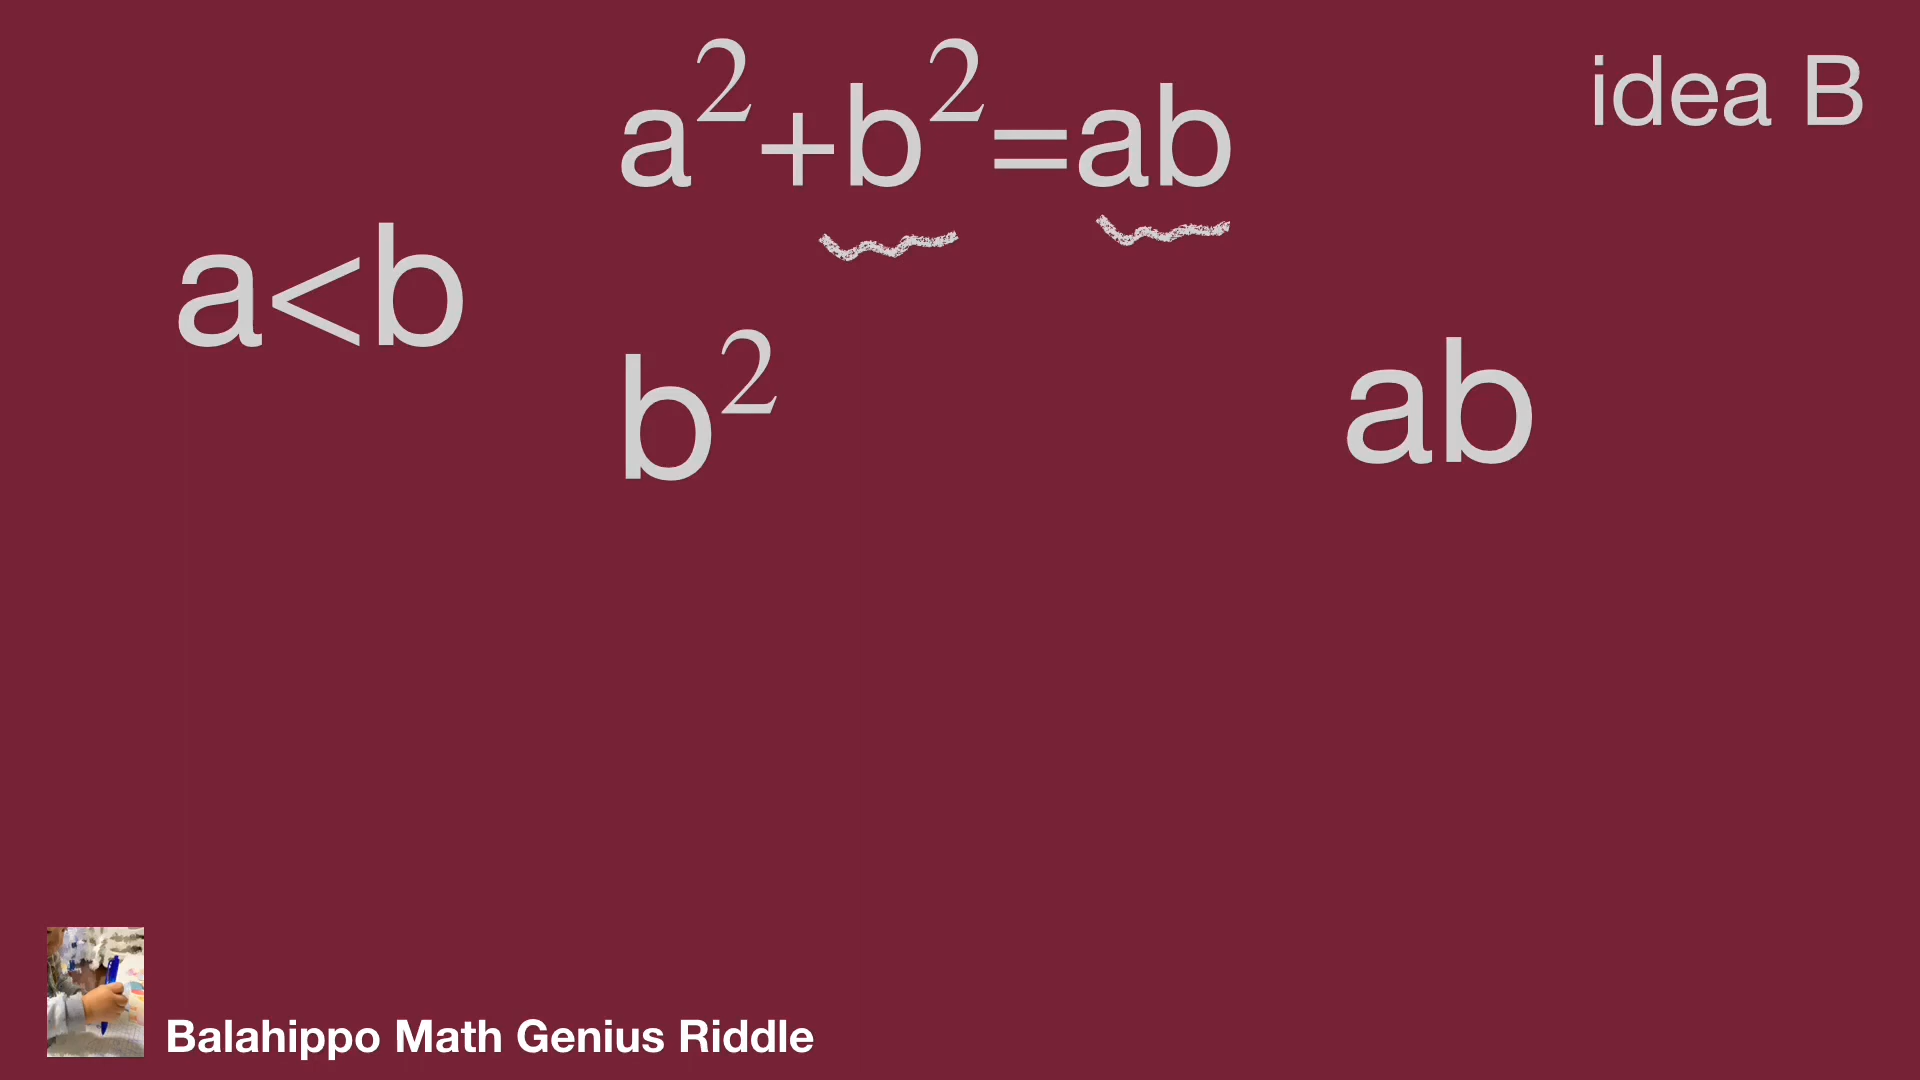 a²+b²=ab
idea B
a<b
b²
ab
Balahippo Math Genius Riddle